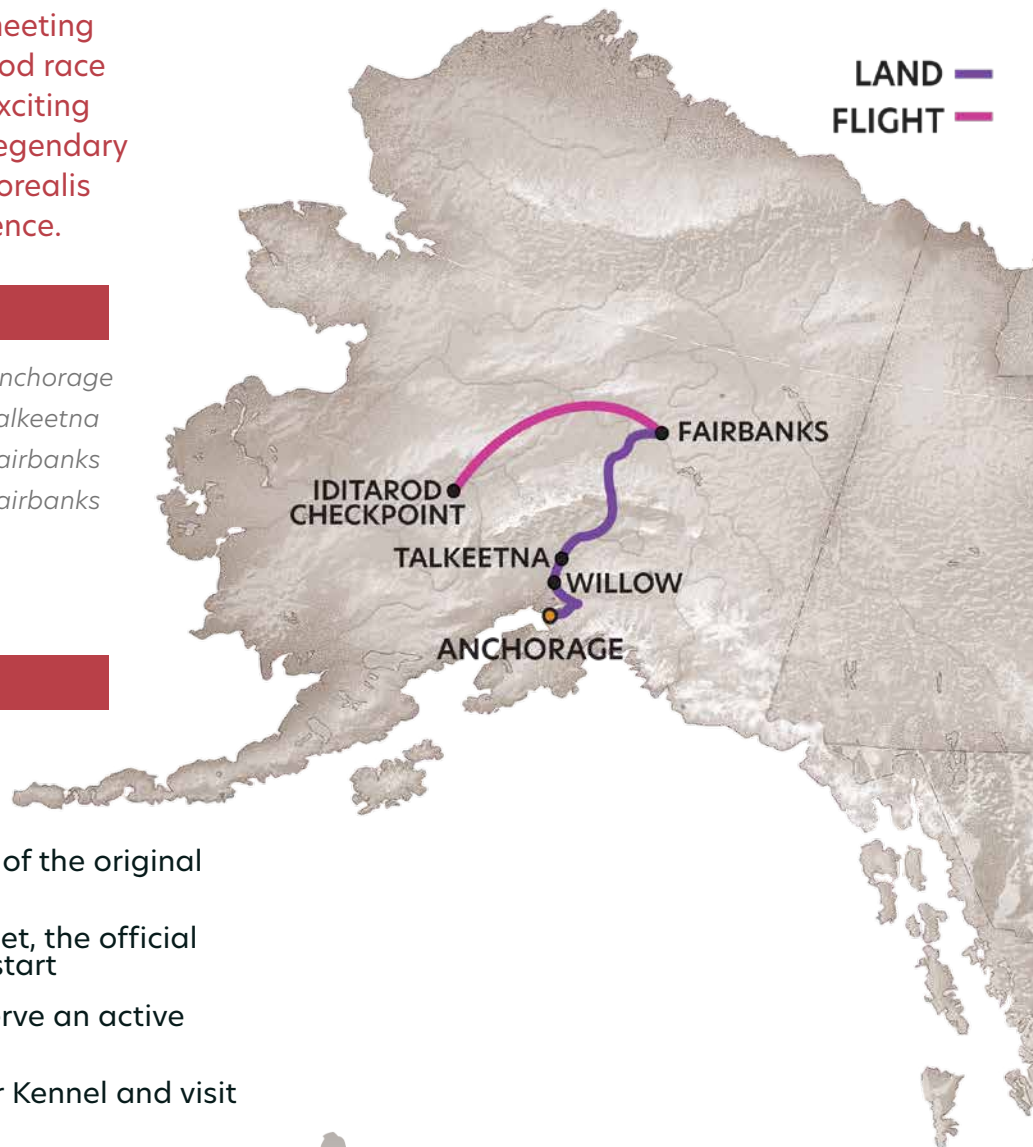 neeting
od race
xciting
egendary
orealis
ence.
LAND
FLIGHT
nchorage
alkeetna
airbanks
airbanks
FAIRBANKS
IDITAROD
CHECKPOINT
TALKEETNA
WILLOW
ANCHORAGE
of the original
et, the official
start
rve an active
r Kennel and visit